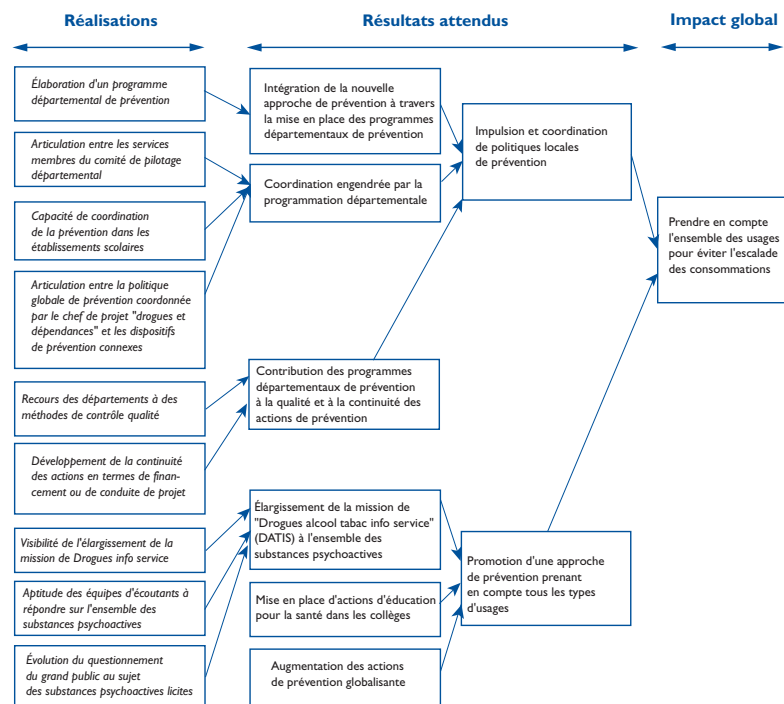 Réalisations
Résultats attendus
Impact global
Élaboration d'un programme
départemental de prévention
Articulation entre les services
membres du comité de pilotage
départemental
Capacité de coordination
de la prévention dans les
établissements scolaires
Articulation entre la politique
globale de prévention coordonnée
par le chef de projet "drogues et
dépendances" et les dispositifs
de prévention connexes
Recours des départements à des
méthodes de contrôle qualité
Développement de la continuité
des actions en termes de finan-
cement ou de conduite de projet
Visibilité de l'élargissement de la
mission de Drogues info service
Aptitude des équipes d'écoutants à
répondre sur l'ensemble des
substances psychoactives
Évolution du questionnement
du grand public au sujet
des substances psychoactives licites
Intégration de la nouvelle
approche de prévention à travers
la mise en place des programmes
départementaux de prévention
Coordination engendrée par la
programmation départementale
Contribution des programmes
départementaux de prévention
à la qualité et à la continuité des
actions de prévention
Élargissement de la mission de
"Drogues alcool tabac info service"
(DATIS) à l'ensemble des
substances psychoactives
Mise en place d'actions d'éducation
pour la santé dans les collèges
Augmentation des actions
de prévention globalisante
Impulsion et coordination
de politiques locales
de prévention
Promotion d'une approche
de prévention prenant
en compte tous les types
d'usages
Prendre en compte
l'ensemble des usages
pour éviter l'escalade
des consommations